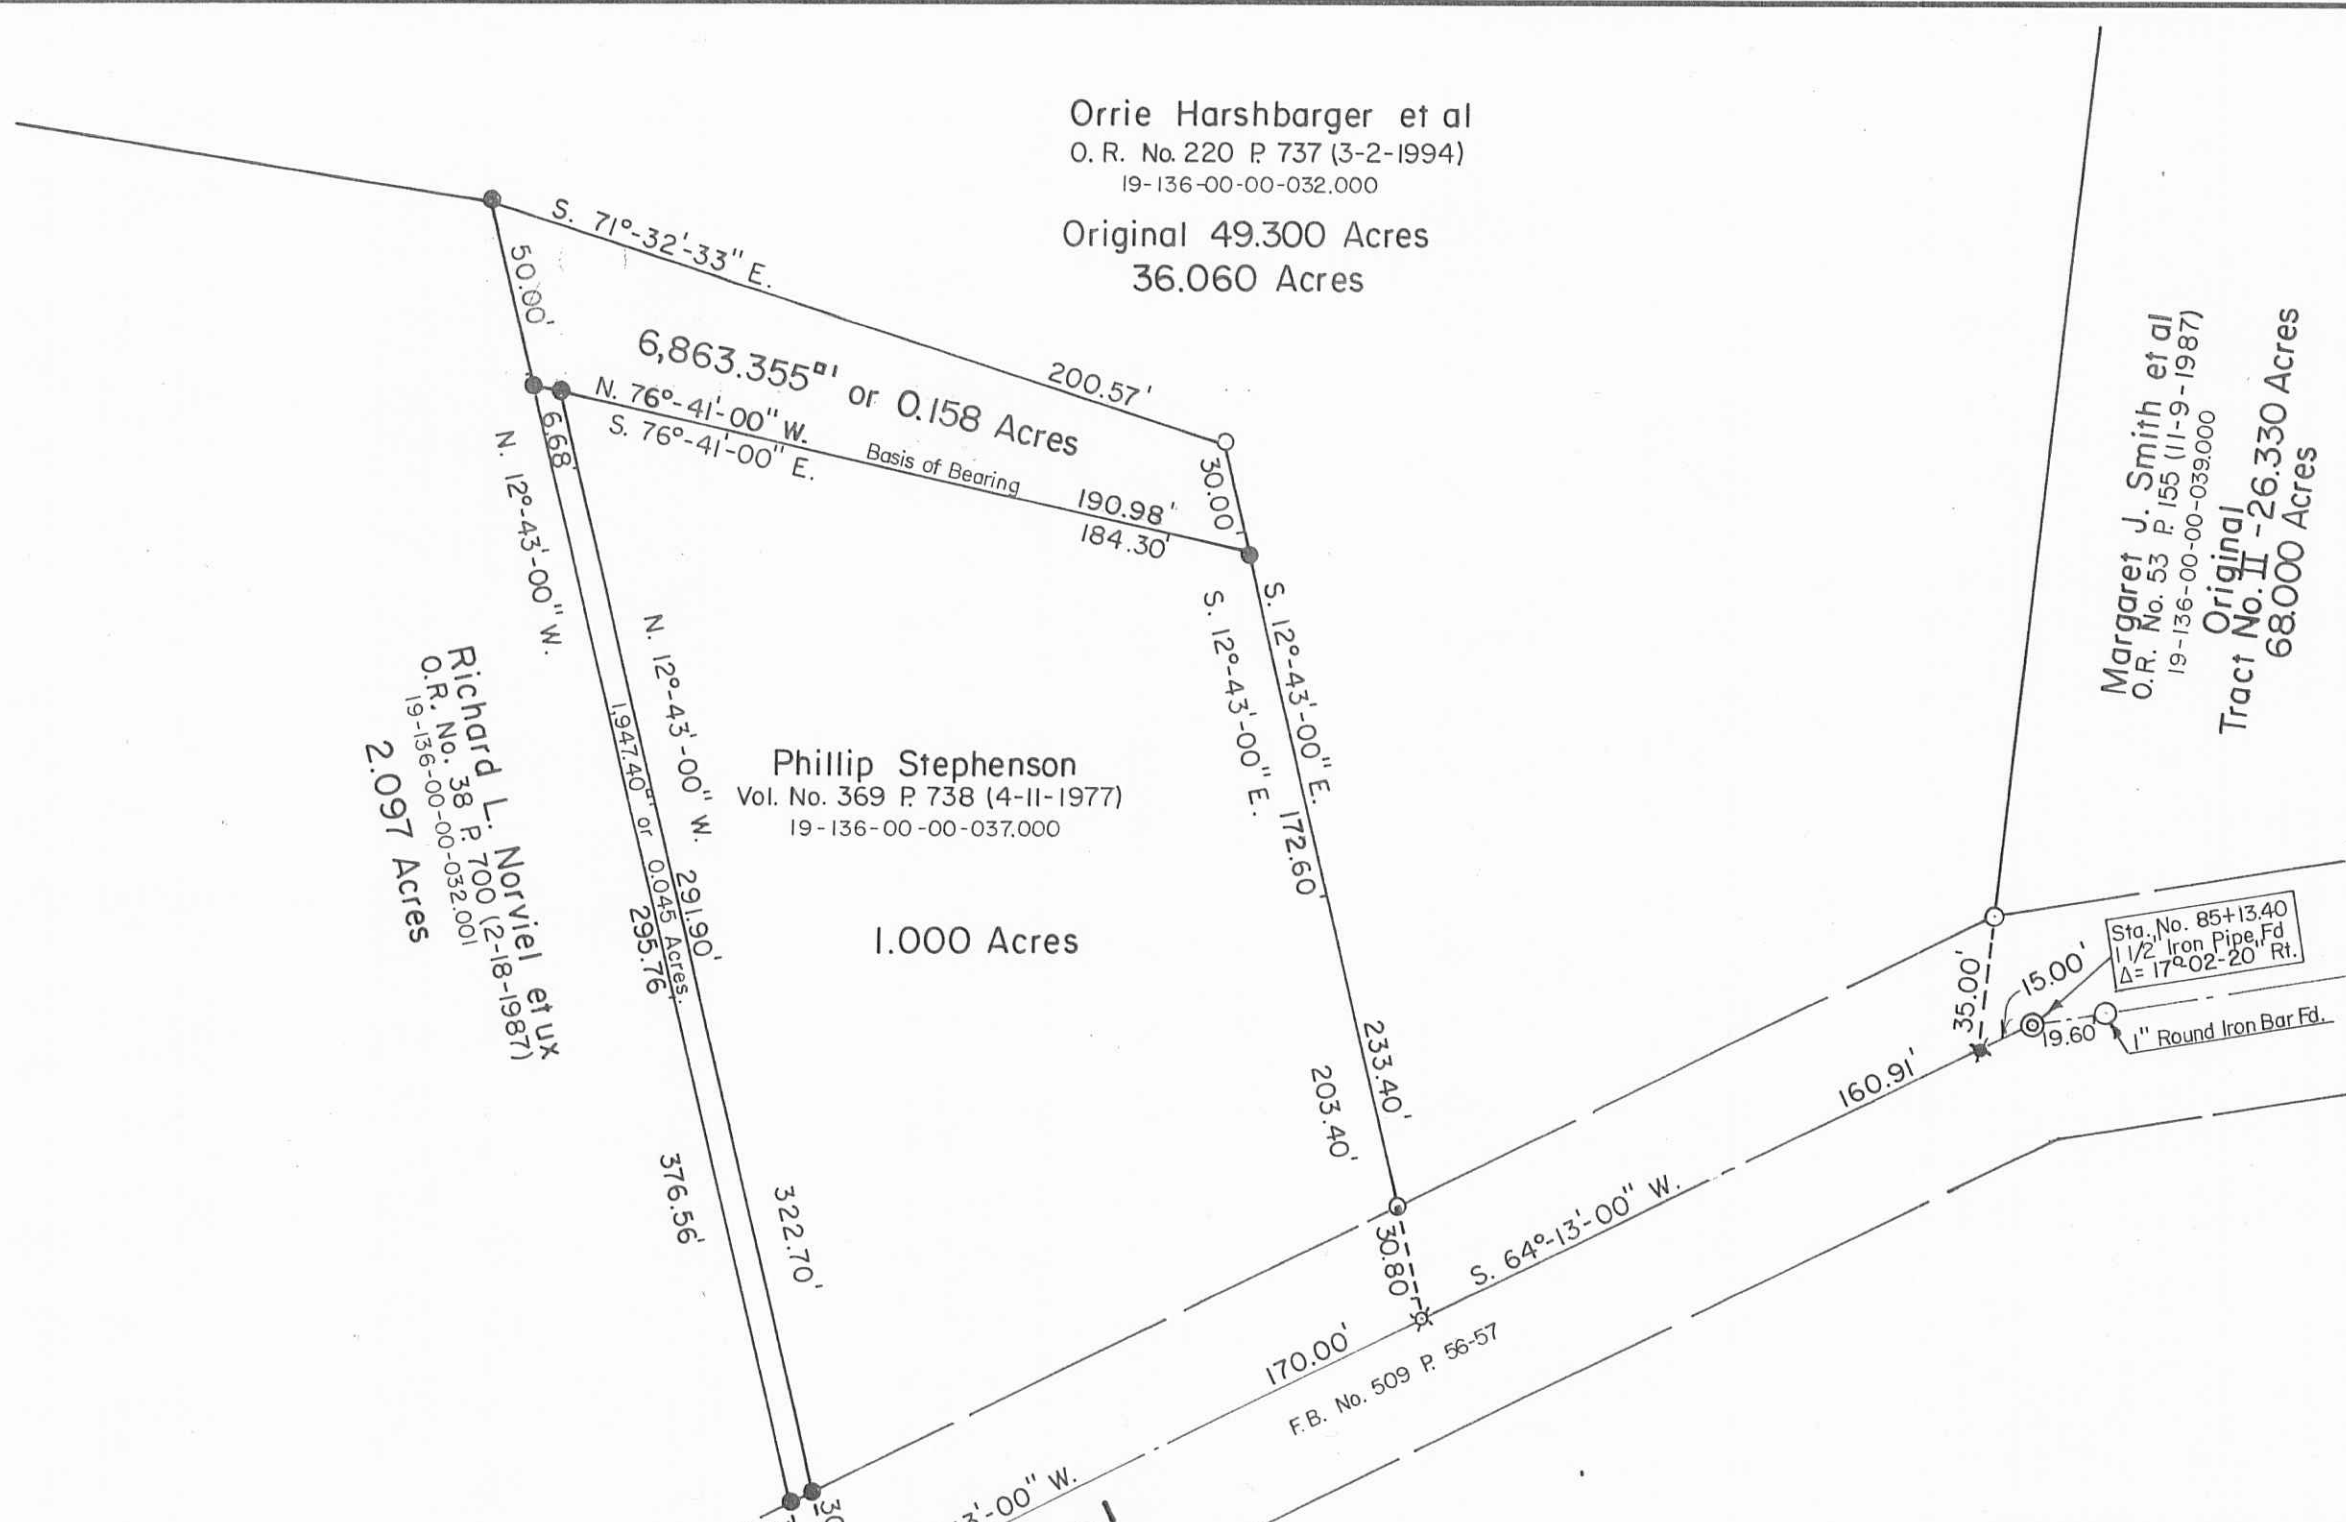 Orrie Harshbarger et al
O. R. No. 220 P. 737 (3-2-1994)
19-136-00-00-032.000
Original 49.300 Acres
36.060 Acres
S. 71°-32'-33" E.
200.57'
50.00'
6,863.355▫' or 0.158 Acres
N. 76°-41'-00" W.
190.98'
S. 76°-41'-00" E.
Basis of Bearing
184.30'
30.00'
6.68'
N. 12°-43'-00" W.
N. 12°-43'-00" W.
291.90'
1,947.40▫' or 0.045 Acres.
295.76'
376.56'
322.70'
Richard L. Norviel et ux
O.R. No. 38 P. 700 (2-18-1987)
19-136-00-00-032.001
2.097 Acres
Phillip Stephenson
Vol. No. 369 P. 738 (4-11-1977)
19-136-00-00-037.000
1.000 Acres
S. 12°-43'-00" E.
172.60'
S. 12°-43'-00" E.
233.40'
203.40'
30.80'
Margaret J. Smith et al
O.R. No. 53 P. 155 (11-9-1987)
19-136-00-00-039.000
Original
Tract No. II - 26.330 Acres
68.000 Acres
Sta. No. 85+13.40
1 1/2" Iron Pipe Fd
Δ= 17°-02-20" Rt.
35.00'
15.00'
19.60'
1" Round Iron Bar Fd.
160.91'
S. 64°-13'-00" W.
170.00'
F.B. No. 509 P. 56-57
3'-00" W.
30